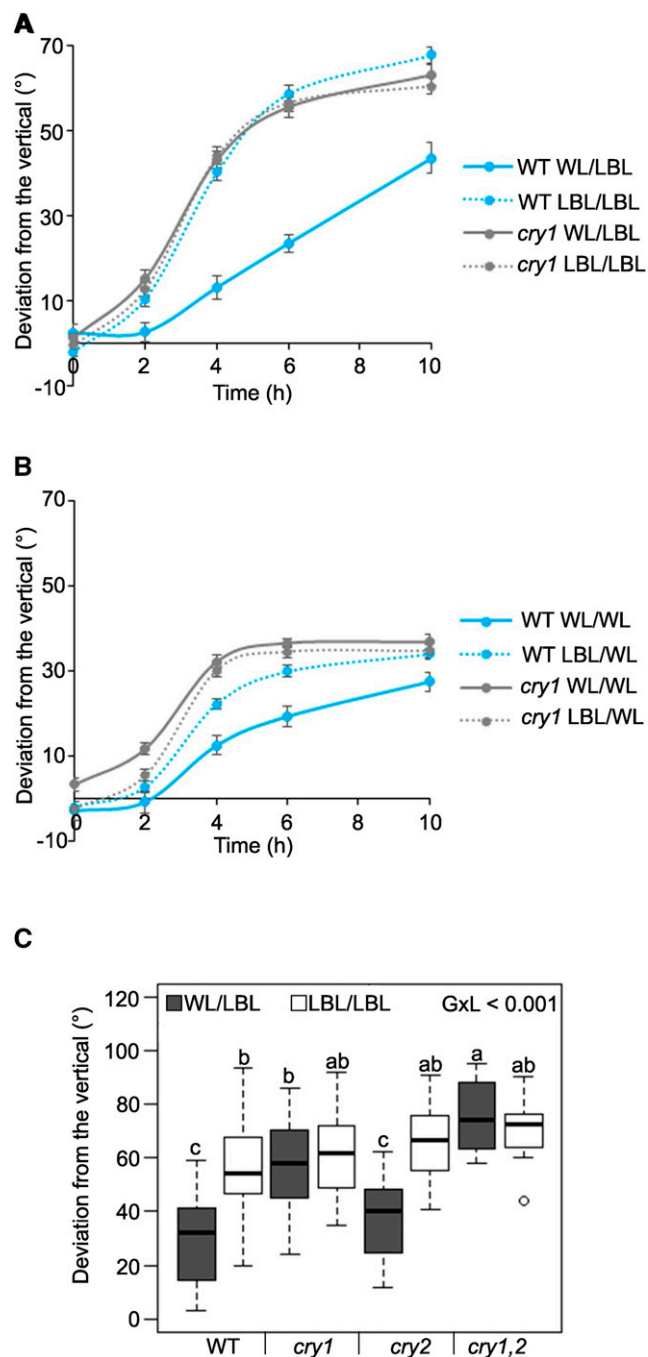 A
Deviation from the vertical (°)
70
50
30
10
-10
0 2 4 6 8 10
Time (h)
WT WL/LBL
WT LBL/LBL
cry1 WL/LBL
cry1 LBL/LBL
B
Deviation from the vertical (°)
70
50
30
10
-10
0 2 4 6 8 10
Time (h)
WT WL/WL
WT LBL/WL
cry1 WL/WL
cry1 LBL/WL
C
Deviation from the vertical (°)
120
100
80
60
40
20
0
WL/LBL LBL/LBL GxL < 0.001
c b b ab c ab a ab
WT cry1 cry2 cry1,2